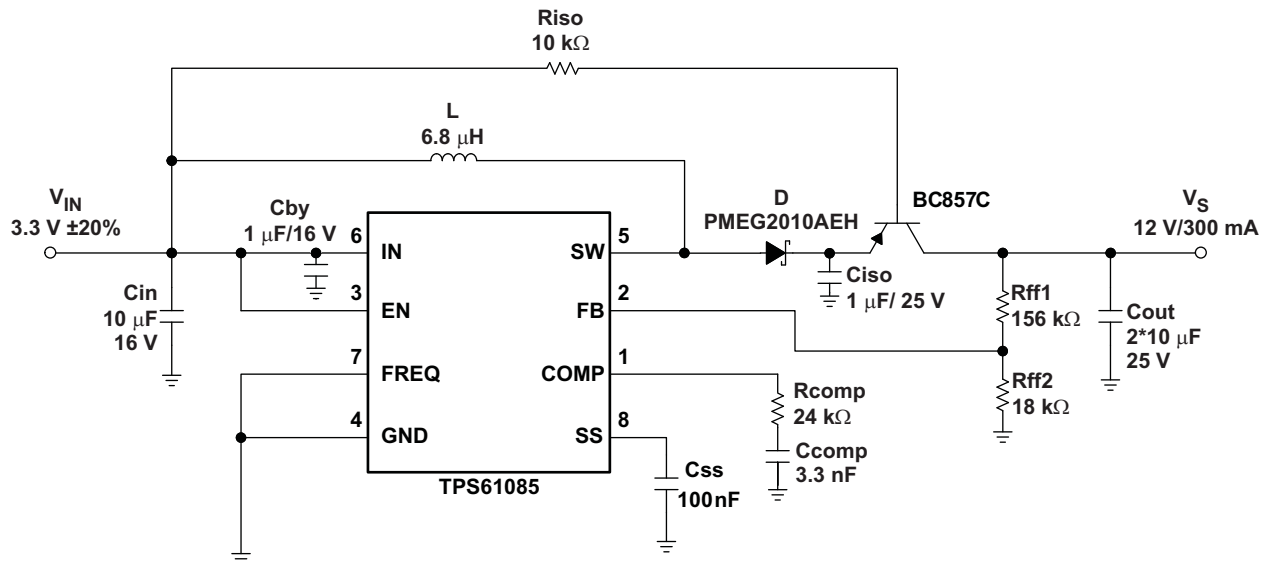 Riso
10 kΩ
L
6.8 μH
VIN
3.3 V ±20%
Cby
1 μF/16 V
D
PMEG2010AEH
BC857C
VS
12 V/300 mA
6
IN
SW
5
Cin
10 μF
16 V
3
EN
FB
2
Ciso
1 μF/ 25 V
Rff1
156 kΩ
Cout
2*10 μF
25 V
7
FREQ
COMP
1
Rcomp
24 kΩ
Rff2
18 kΩ
4
GND
SS
8
Ccomp
3.3 nF
Css
100nF
TPS61085